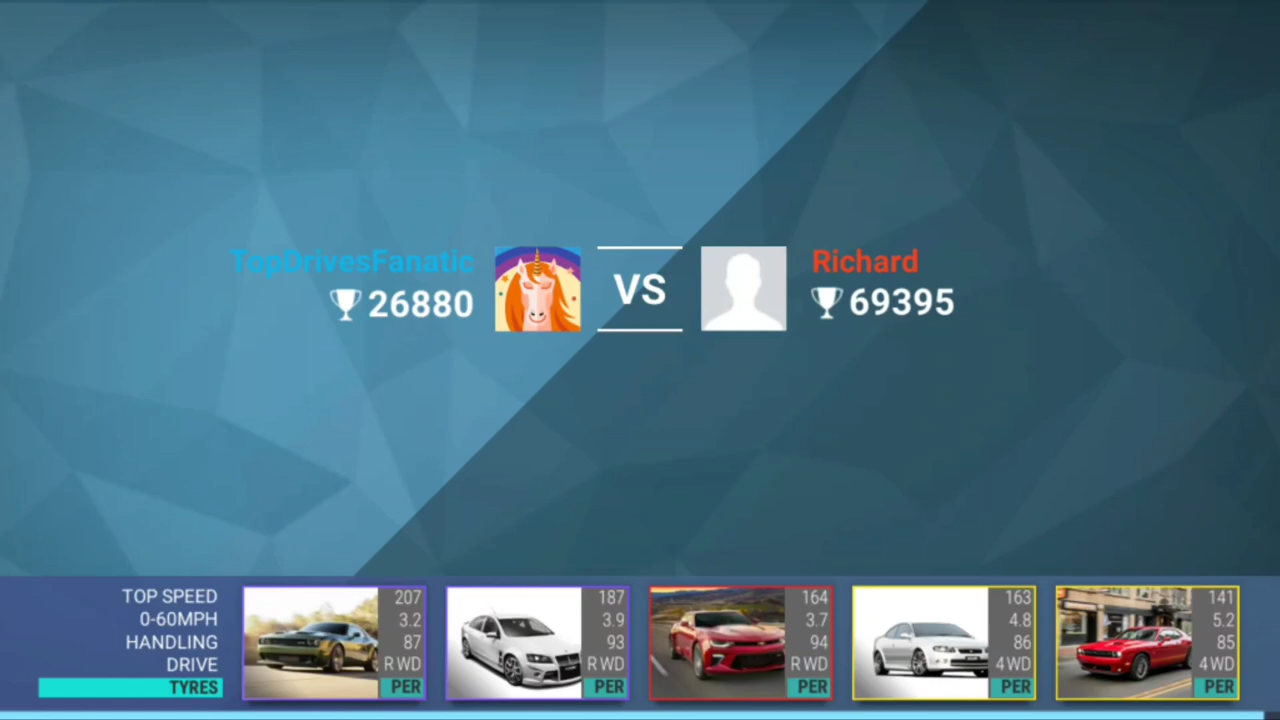 TopDrivesFanatic
26880
VS
Richard
69395
TOP SPEED
0-60MPH
HANDLING
DRIVE
TYRES
207
3.2
87
RWD
PER
187
3.9
93
RWD
PER
164
3.7
94
RWD
PER
163
4.8
86
4WD
PER
141
5.2
85
4WD
PER